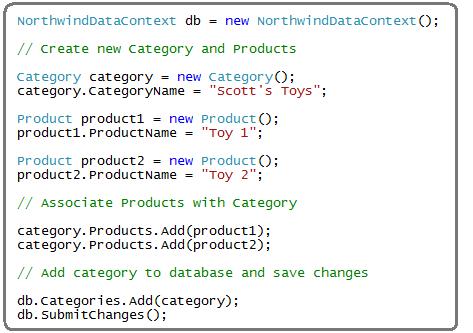 NorthwindDataContext db = new NorthwindDataContext();
// Create new Category and Products
Category category = new Category();
category.CategoryName = "Scott's Toys";
Product product1 = new Product();
product1.ProductName = "Toy 1";
Product product2 = new Product();
product2.ProductName = "Toy 2";
// Associate Products with Category
category.Products.Add(product1);
category.Products.Add(product2);
// Add category to database and save changes
db.Categories.Add(category);
db.SubmitChanges();